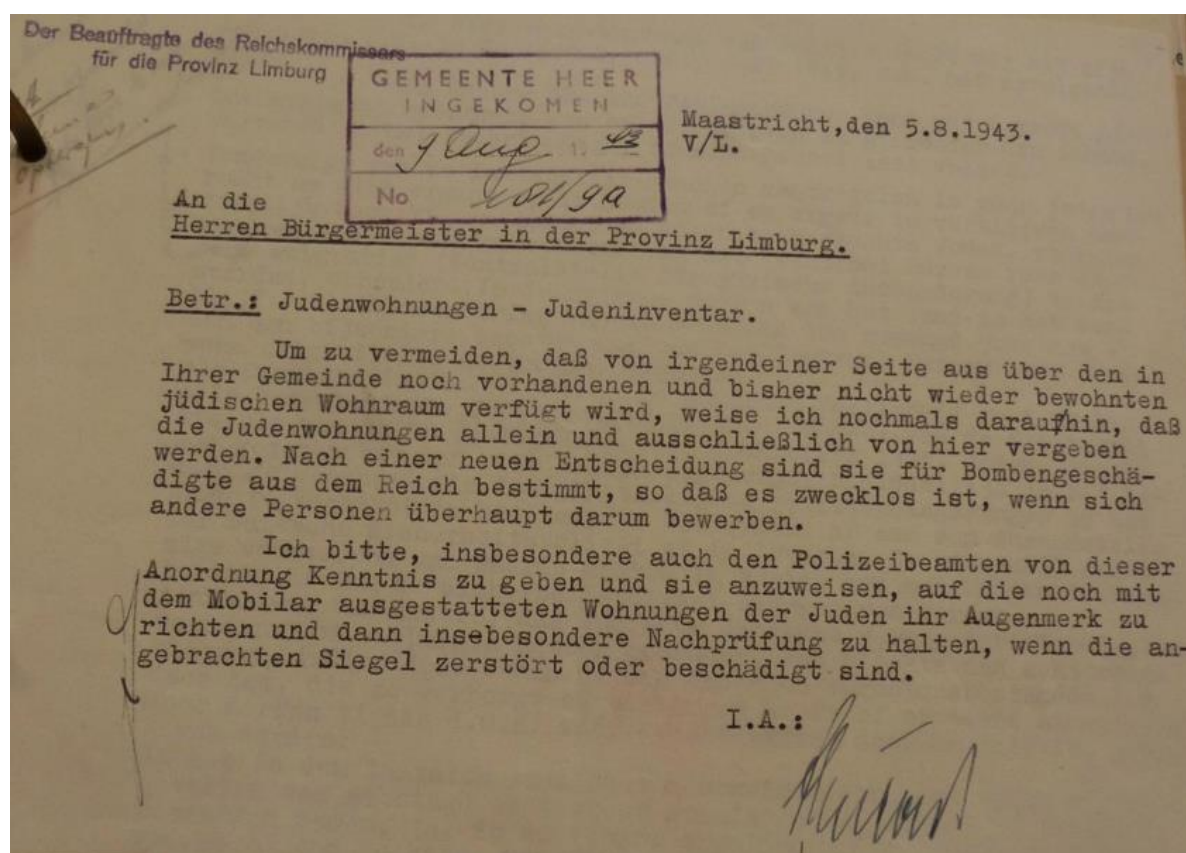 Der Beauftragte des Reichskommissars
für die Provinz Limburg
GEMEENTE HEER
INGEKOMEN
den 9 Aug. 1. 43
No
Maastricht,den 5.8.1943.
V/L.
An die
Herren Bürgermeister in der Provinz Limburg.
Betr.: Judenwohnungen - Judeninventar.
Um zu vermeiden, daß von irgendeiner Seite aus über den in
Ihrer Gemeinde noch vorhandenen und bisher nicht wieder bewohnten
jüdischen Wohnraum verfügt wird, weise ich nochmals darauf/hin, daß
die Judenwohnungen allein und ausschließlich von hier vergeben
werden. Nach einer neuen Entscheidung sind sie für Bombengeschä-
digte aus dem Reich bestimmt, so daß es zwecklos ist, wenn sich
andere Personen überhaupt darum bewerben.
Ich bitte, insbesondere auch den Polizeibeamten von dieser
Anordnung Kenntnis zu geben und sie anzuweisen, auf die noch mit
dem Mobilar ausgestatteten Wohnungen der Juden ihr Augenmerk zu
richten und dann insebesondere Nachprüfung zu halten, wenn die an-
gebrachten Siegel zerstört oder beschädigt sind.
I.A.: